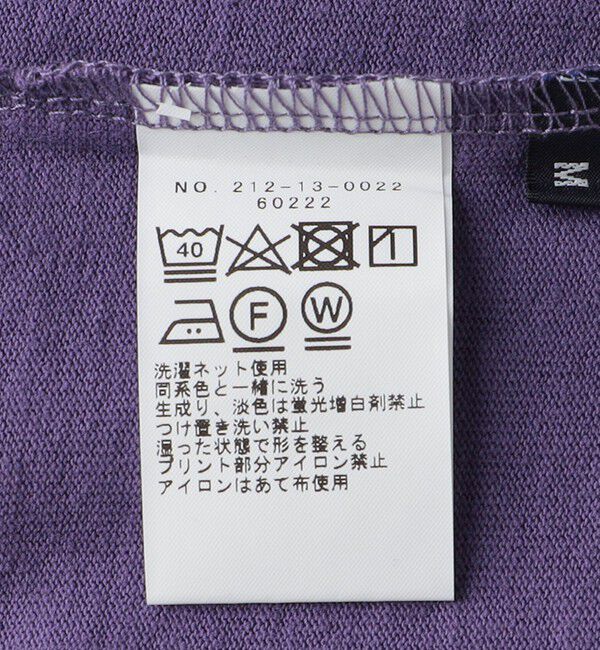 NO. 212-13-0022
60222
40
F
W
洗濯ネット使用
同系色と一緒に洗う
生成り、淡色は蛍光増白剤禁止
つけ置き洗い禁止
湿った状態で形を整える
プリント部分アイロン禁止
アイロンはあて布使用
M